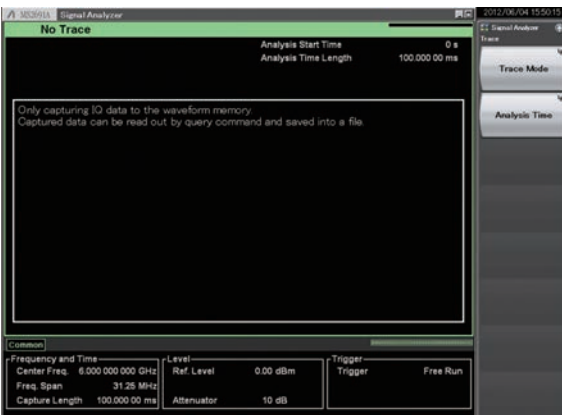 MS2691A Signal Analyzer
2012/06/04 15:50:15
No Trace
Signal Analyzer
Trace
Analysis Start Time 0 s
Analysis Time Length 100.000 00 ms
Trace Mode
Analysis Time
Only capturing IQ data to the waveform memory.
Captured data can be read out by query command and saved into a file.
Common
Frequency and Time
Center Freq. 6.000 000 000 GHz
Freq. Span 31.25 MHz
Capture Length 100.000 00 ms
Level
Ref. Level 0.00 dBm
Attenuator 10 dB
Trigger
Trigger Free Run